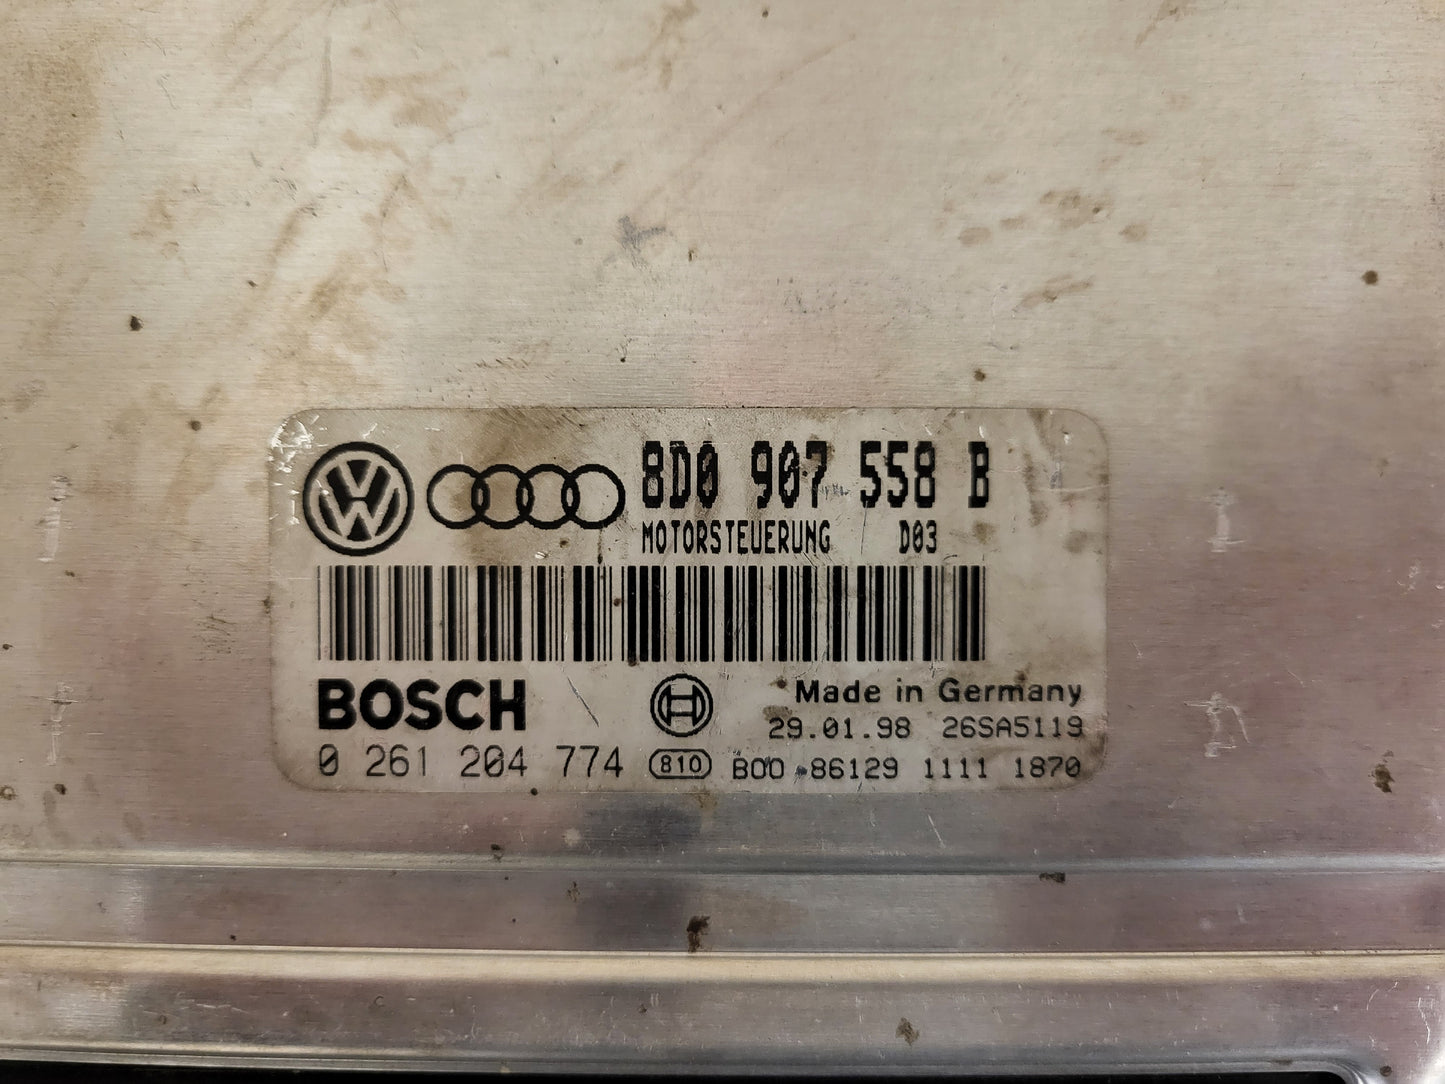 8D0 907 558 B
MOTORSTEUERUNG D03
BOSCH
Made in Germany
29.01.98 26SA5119
0 261 204 774 810 B00 86129 1111 1870